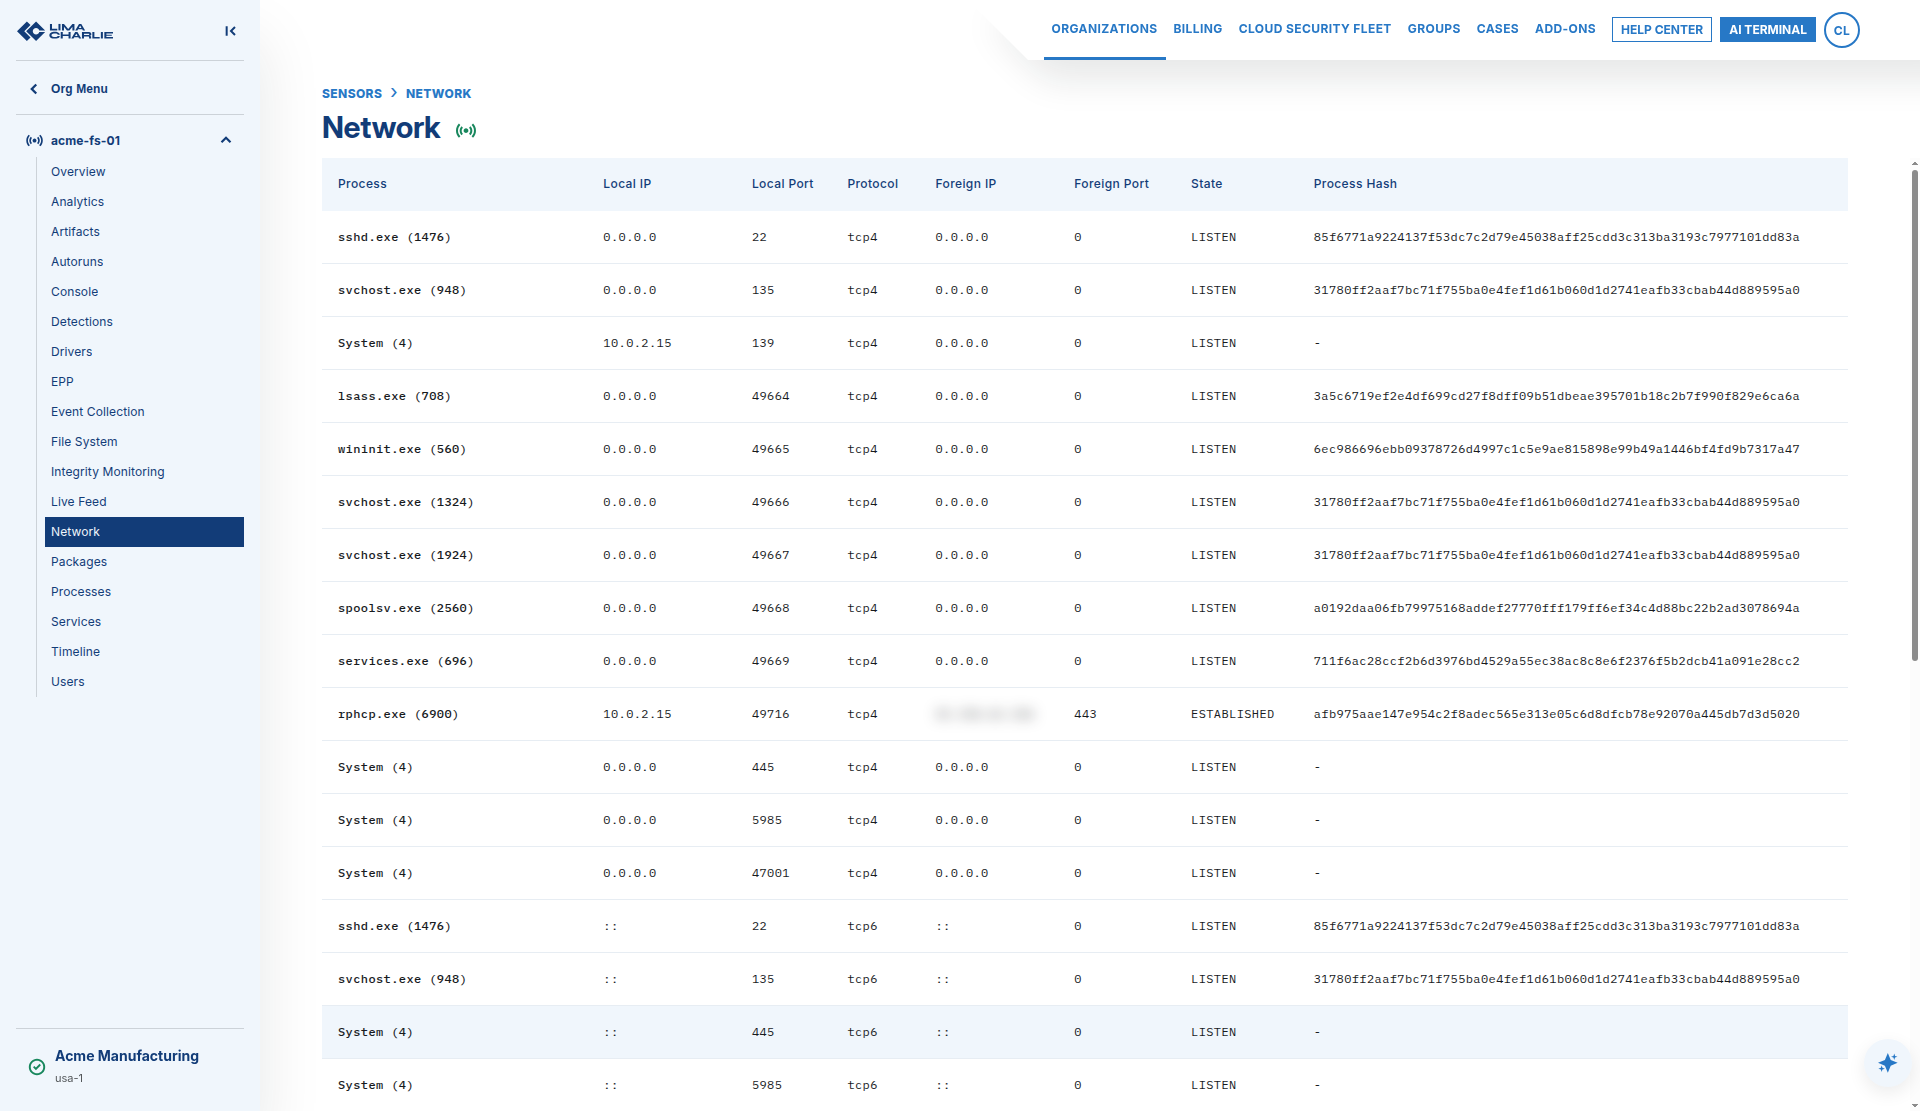 LIMA CHARLIE
ORGANIZATIONS BILLING CLOUD SECURITY FLEET GROUPS CASES ADD-ONS HELP CENTER AI TERMINAL CL
Org Menu
acme-fs-01
Overview
Analytics
Artifacts
Autoruns
Console
Detections
Drivers
EPP
Event Collection
File System
Integrity Monitoring
Live Feed
Network
Packages
Processes
Services
Timeline
Users
Acme Manufacturing
usa-1
SENSORS > NETWORK
Network
Process Local IP Local Port Protocol Foreign IP Foreign Port State Process Hash
sshd.exe (1476) 0.0.0.0 22 tcp4 0.0.0.0 0 LISTEN 85f6771a9224137f53dc7c2d79e45038aff25cdd3c313ba3193c7977101dd83a
svchost.exe (948) 0.0.0.0 135 tcp4 0.0.0.0 0 LISTEN 31780ff2aaf7bc71f755ba0e4fef1d61b060d1d2741eafb33cbab44d889595a0
System (4) 10.0.2.15 139 tcp4 0.0.0.0 0 LISTEN -
lsass.exe (708) 0.0.0.0 49664 tcp4 0.0.0.0 0 LISTEN 3a5c6719ef2e4df699cd27f8dff09b51dbeae395701b18c2b7f990f829e6ca6a
wininit.exe (560) 0.0.0.0 49665 tcp4 0.0.0.0 0 LISTEN 6ec986696ebb09378726d4997c1c5e9ae815898e99b49a1446bf4fd9b7317a47
svchost.exe (1324) 0.0.0.0 49666 tcp4 0.0.0.0 0 LISTEN 31780ff2aaf7bc71f755ba0e4fef1d61b060d1d2741eafb33cbab44d889595a0
svchost.exe (1924) 0.0.0.0 49667 tcp4 0.0.0.0 0 LISTEN 31780ff2aaf7bc71f755ba0e4fef1d61b060d1d2741eafb33cbab44d889595a0
spoolsv.exe (2560) 0.0.0.0 49668 tcp4 0.0.0.0 0 LISTEN a0192daa06fb79975168addef27770fff179ff6ef34c4d88bc22b2ad3078694a
services.exe (696) 0.0.0.0 49669 tcp4 0.0.0.0 0 LISTEN 711f6ac28ccf2b6d3976bd4529a55ec38ac8c8e6f2376f5b2dcb41a091e28cc2
rphcp.exe (6900) 10.0.2.15 49716 tcp4 443 ESTABLISHED afb975aae147e954c2f8adec565e313e05c6d8dfcb78e92070a445db7d3d5020
System (4) 0.0.0.0 445 tcp4 0.0.0.0 0 LISTEN -
System (4) 0.0.0.0 5985 tcp4 0.0.0.0 0 LISTEN -
System (4) 0.0.0.0 47001 tcp4 0.0.0.0 0 LISTEN -
sshd.exe (1476) :: 22 tcp6 :: 0 LISTEN 85f6771a9224137f53dc7c2d79e45038aff25cdd3c313ba3193c7977101dd83a
svchost.exe (948) :: 135 tcp6 :: 0 LISTEN 31780ff2aaf7bc71f755ba0e4fef1d61b060d1d2741eafb33cbab44d889595a0
System (4) :: 445 tcp6 :: 0 LISTEN -
System (4) :: 5985 tcp6 :: 0 LISTEN -